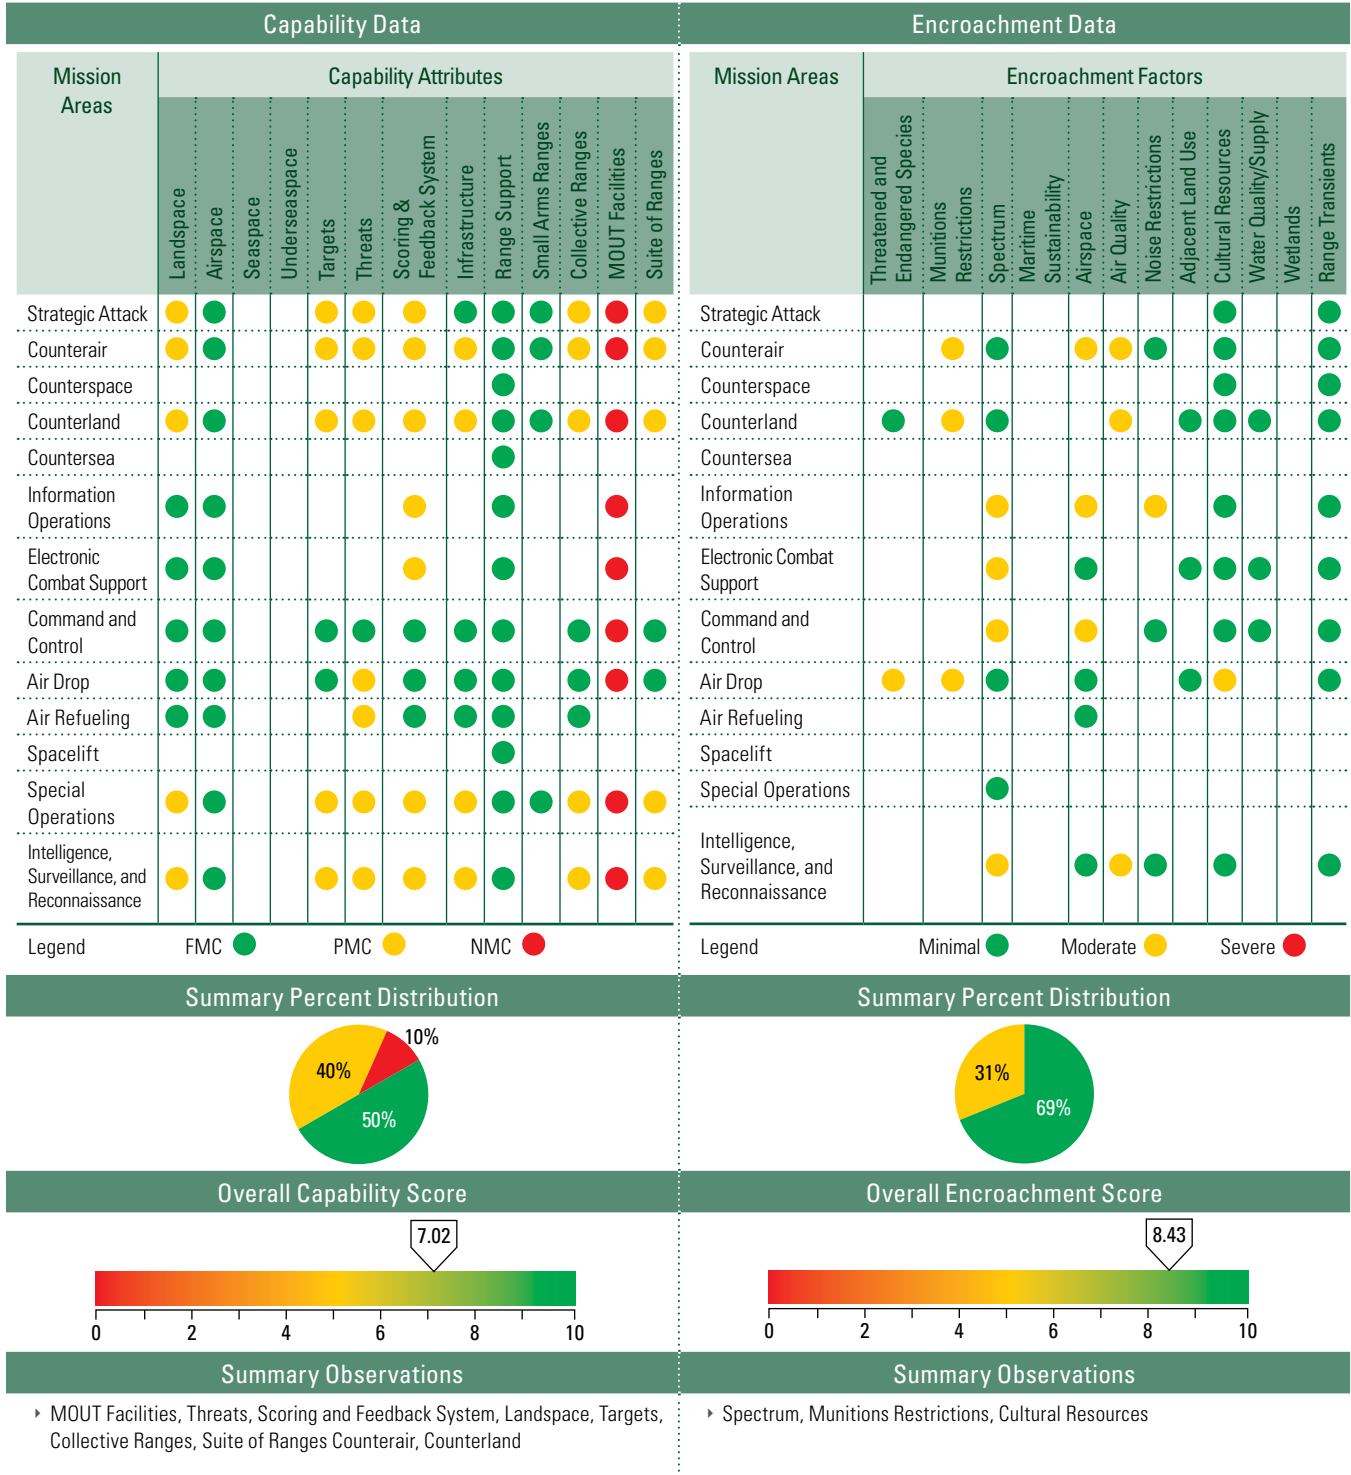 Capability Data
Mission
Areas
Capability Attributes
Landspace
Airspace
Seaspace
Underseaspace
Targets
Threats
Scoring &
Feedback System
Infrastructure
Range Support
Small Arms Ranges
Collective Ranges
MOUT Facilities
Suite of Ranges
Strategic Attack
Counterair
Counterspace
Counterland
Countersea
Information
Operations
Electronic
Combat Support
Command and
Control
Air Drop
Air Refueling
Spacelift
Special
Operations
Intelligence,
Surveillance, and
Reconnaissance
Legend
FMC
PMC
NMC
Summary Percent Distribution
10%
40%
50%
Overall Capability Score
7.02
0 2 4 6 8 10
Summary Observations
‣ MOUT Facilities, Threats, Scoring and Feedback System, Landspace, Targets,
Collective Ranges, Suite of Ranges Counterair, Counterland
Encroachment Data
Mission Areas
Encroachment Factors
Threatened and
Endangered Species
Munitions
Restrictions
Spectrum
Maritime
Sustainability
Airspace
Air Quality
Noise Restrictions
Adjacent Land Use
Cultural Resources
Water Quality/Supply
Wetlands
Range Transients
Strategic Attack
Counterair
Counterspace
Counterland
Countersea
Information
Operations
Electronic Combat
Support
Command and
Control
Air Drop
Air Refueling
Spacelift
Special Operations
Intelligence,
Surveillance, and
Reconnaissance
Legend
Minimal
Moderate
Severe
Summary Percent Distribution
31%
69%
Overall Encroachment Score
8.43
0 2 4 6 8 10
Summary Observations
‣ Spectrum, Munitions Restrictions, Cultural Resources